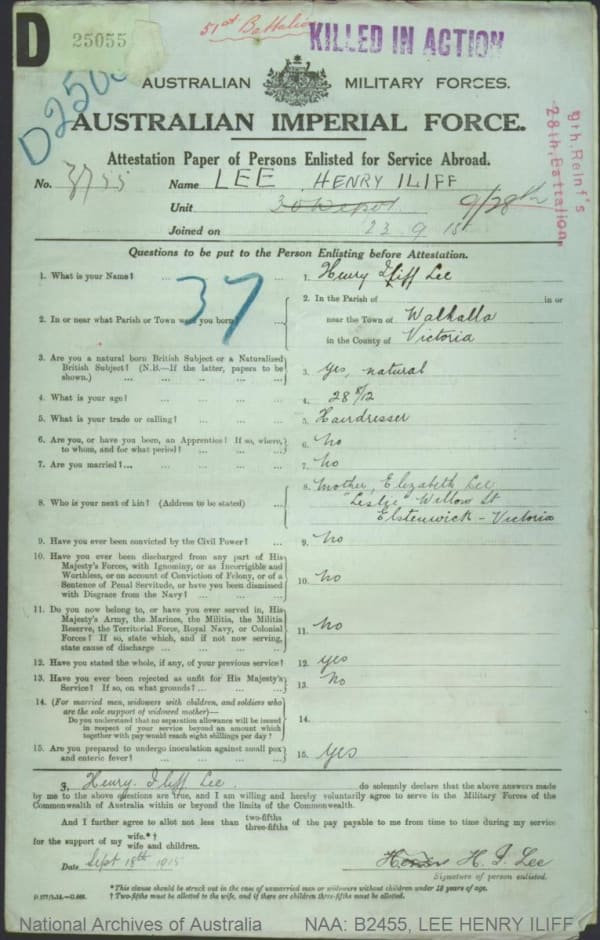 D 25055
51st Battalion
KILLED IN ACTION
AUSTRALIAN MILITARY FORCES.
AUSTRALIAN IMPERIAL FORCE.
Attestation Paper of Persons Enlisted for Service Abroad.
9th. Reinf's
28th. Battalion.
No. 3755 Name LEE, HENRY ILIFF
Unit 30 Depot 9/28th
Joined on 23.9.15
Questions to be put to the Person Enlisting before Attestation.
37
1. What is your Name? ... 1. Henry Iliff Lee
2. In or near what Parish or Town were you born? ... 2. In the Parish of in or
near the Town of Walhalla
in the County of Victoria
3. Are you a natural born British Subject or a Naturalised
British Subject? (N.B.—If the latter, papers to be
shown.) ... 3. Yes, natural
4. What is your age? ... 4. 28 8/12
5. What is your trade or calling? ... 5. Hairdresser
6. Are you, or have you been, an Apprentice? If so, where,
to whom, and for what period? ... 6. No
7. Are you married?... 7. No
8. Who is your next of kin? (Address to be stated) ... 8. Mother, Elizabeth Lee
"Leslie" Willow St
Elstenwick - Victoria
9. Have you ever been convicted by the Civil Power? ... 9. No
10. Have you ever been discharged from any part of His
Majesty's Forces, with Ignominy, or as Incorrigible and
Worthless, or on account of Conviction of Felony, or of a
Sentence of Penal Servitude, or have you been dismissed
with Disgrace from the Navy? ... 10. No
11. Do you now belong to, or have you ever served in, His
Majesty's Army, the Marines, the Militia, the Militia
Reserve, the Territorial Force, Royal Navy, or Colonial
Forces? If so, state which, and if not now serving,
state cause of discharge ... 11. No
12. Have you stated the whole, if any, of your previous service? 12. Yes
13. Have you ever been rejected as unfit for His Majesty's
Service? If so, on what grounds? ... 13. No
14. (For married men, widowers with children, and soldiers who
are the sole support of widowed mother)—
Do you understand that no separation allowance will be issued
in respect of your service beyond an amount which
together with pay would reach eight shillings per day? 14.
15. Are you prepared to undergo inoculation against small pox
and enteric fever? ... 15. Yes
I, Henry Iliff Lee, do solemnly declare that the above answers made
by me to the above questions are true, and I am willing and hereby voluntarily agree to serve in the Military Forces of the
Commonwealth of Australia within or beyond the limits of the Commonwealth.
And I further agree to allot not less than two-fifths three-fifths of the pay payable to me from time to time during my service
for the support of my wife.*† wife and children.
Date Sept 18th 1915 H. I. Lee
Signature of person enlisted.
* This clause should be struck out in the case of unmarried men or widowers without children under 18 years of age.
† Two-fifths must be allotted to the wife, and if there are children three-fifths must be allotted.
National Archives of Australia NAA: B2455, LEE HENRY ILIFF